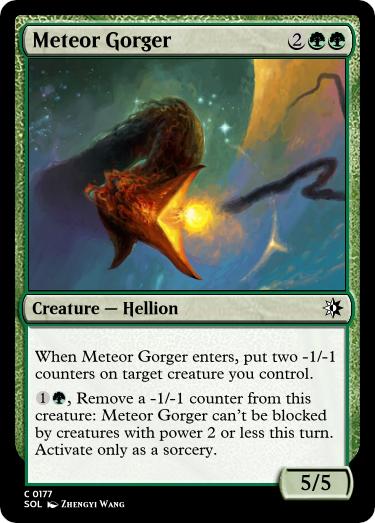 Meteor Gorger 2
Creature — Hellion
When Meteor Gorger enters, put two -1/-1
counters on target creature you control.
1, Remove a -1/-1 counter from this
creature: Meteor Gorger can't be blocked
by creatures with power 2 or less this turn.
Activate only as a sorcery.
5/5
C 0177
SOL Zhengyi Wang